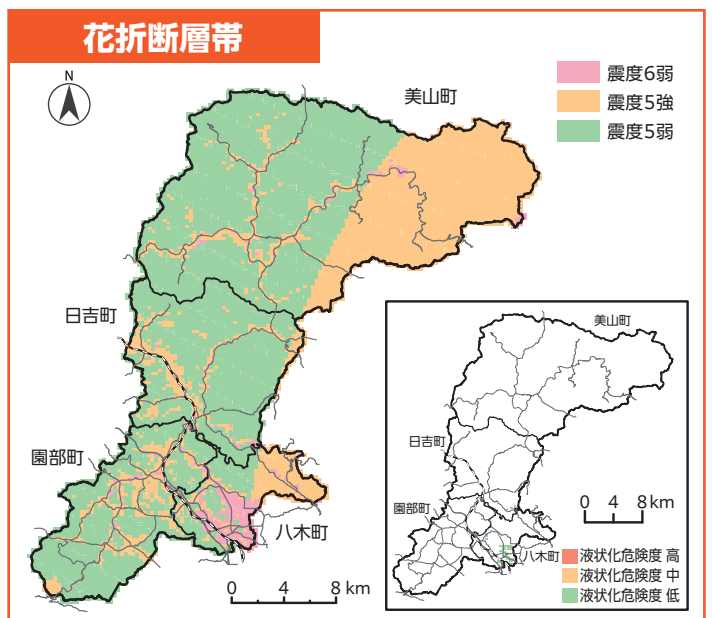 花折断層帯
N
美山町
震度6弱
震度5強
震度5弱
日吉町
園部町
八木町
0 4 8 km
美山町
日吉町
園部町
八木町
0 4 8km
液状化危険度 高
液状化危険度 中
液状化危険度 低